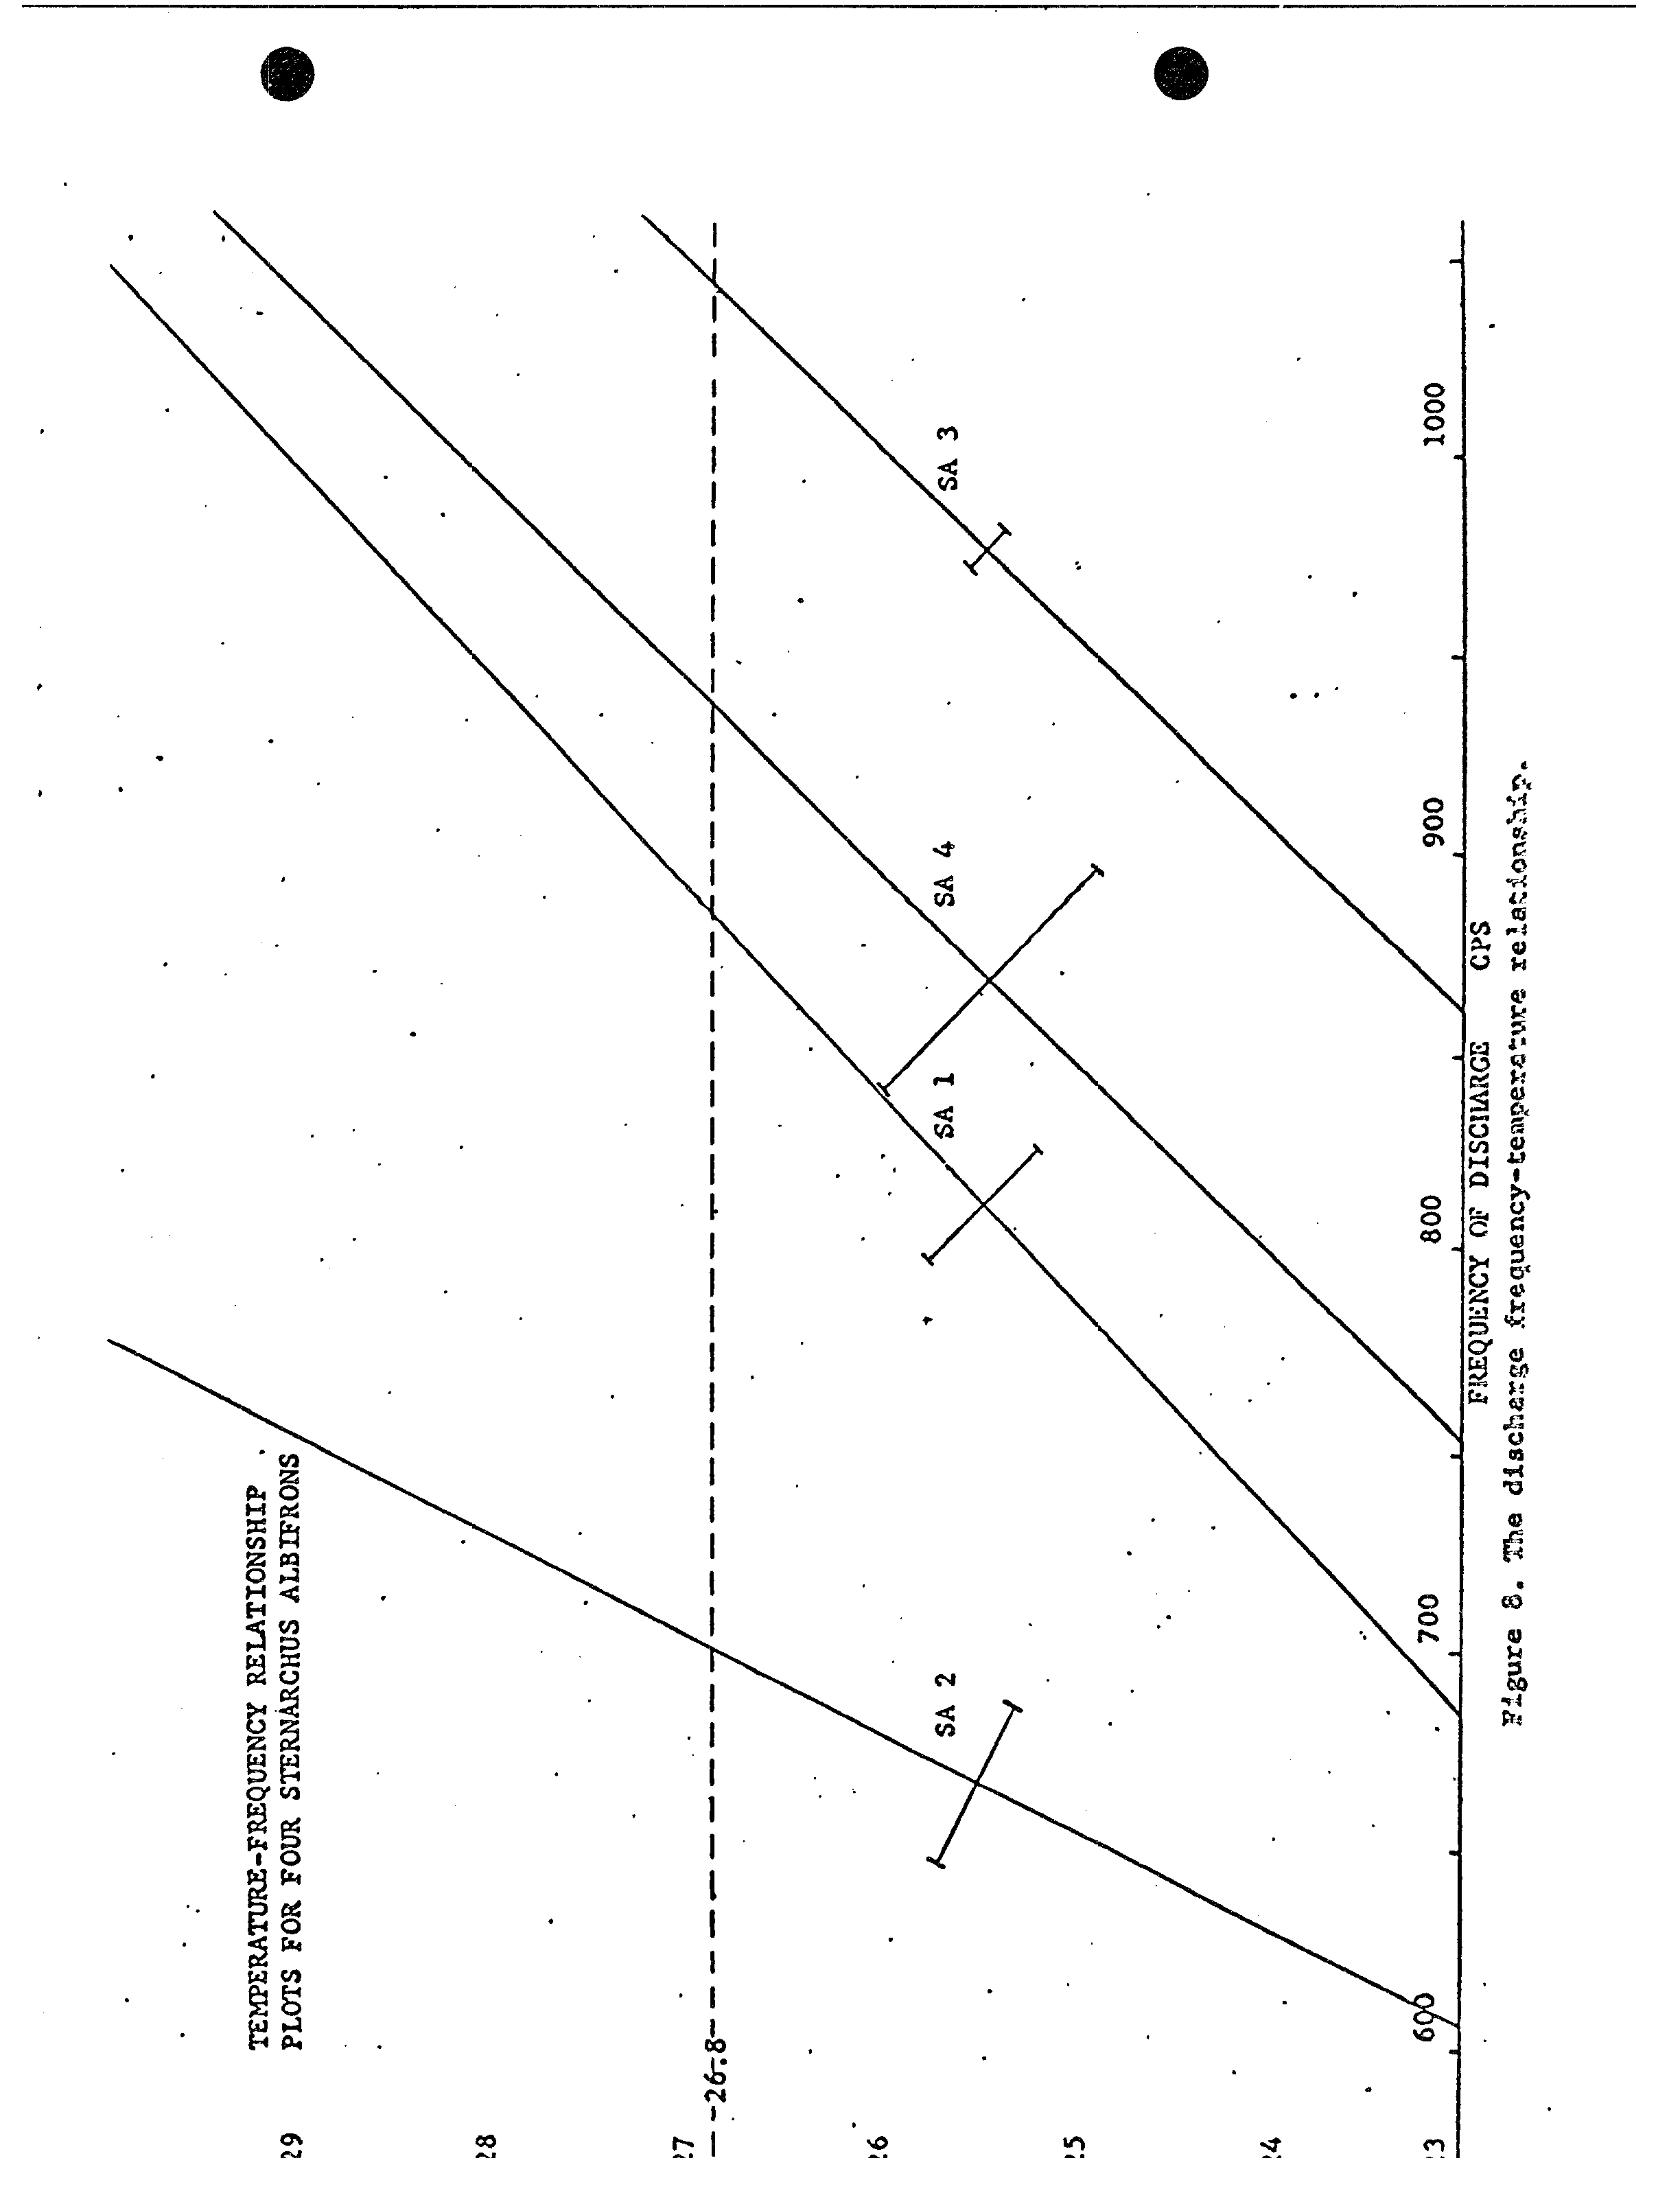 TEMPERATURE-FREQUENCY RELATIONSHIP
PLOTS FOR FOUR STERNARCHUS ALBIFRONS
29
28
27
-26.8-
26
25
24
23
SA 2
SA 1
SA 4
SA 3
600
700
800
900
1000
FREQUENCY OF DISCHARGE CPS
Figure 8. The discharge frequency-temperature relationship.